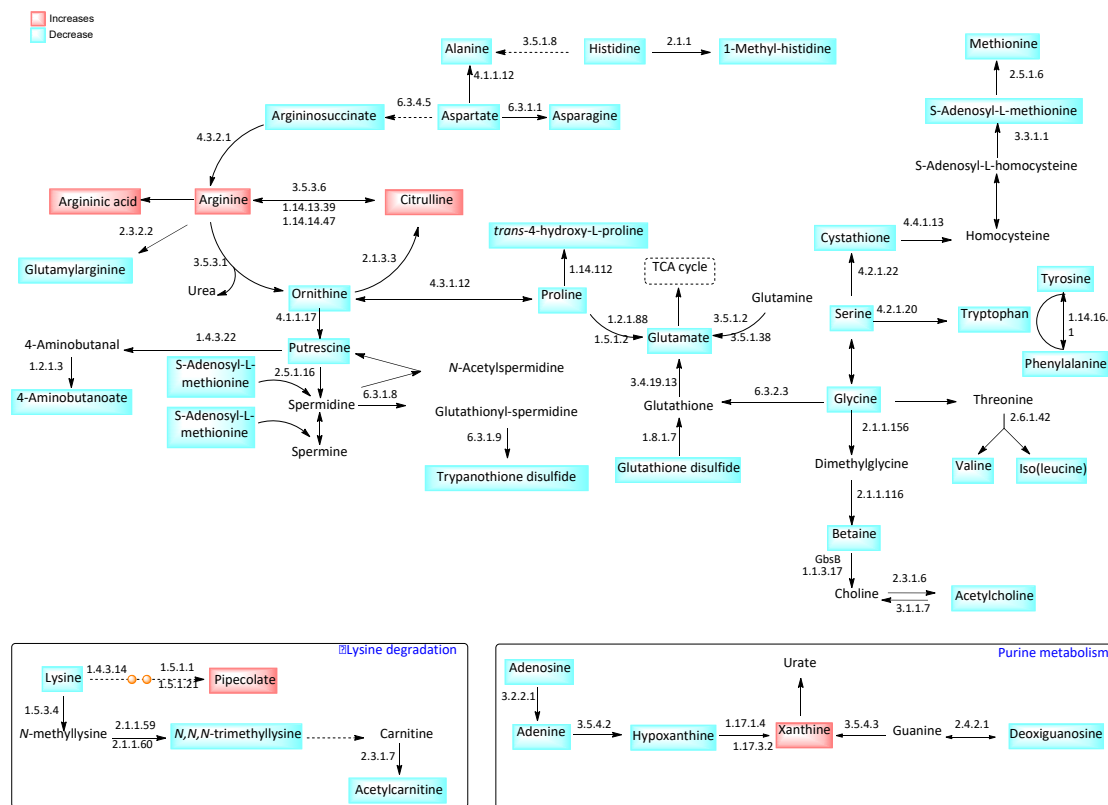 Increases
Decrease
Alanine
3.5.1.8
Histidine
2.1.1
1-Methyl-histidine
Methionine
4.1.1.12
2.5.1.6
Argininosuccinate
6.3.4.5
Aspartate
6.3.1.1
Asparagine
S-Adenosyl-L-methionine
3.3.1.1
4.3.2.1
S-Adenosyl-L-homocysteine
Argininic acid
Arginine
3.5.3.6
1.14.13.39
1.14.14.47
Citrulline
2.3.2.2
Glutamylarginine
3.5.3.1
Urea
2.1.3.3
Ornithine
4.3.1.12
trans-4-hydroxy-L-proline
1.14.112
Proline
TCA cycle
Glutamine
1.2.1.88
1.5.1.2
Glutamate
3.5.1.2
3.5.1.38
Cystathione
4.4.1.13
Homocysteine
4.2.1.22
Serine
4.2.1.20
Tryptophan
Tyrosine
1.14.16.
1
Phenylalanine
4.1.1.17
4-Aminobutanal
1.4.3.22
Putrescine
1.2.1.3
4-Aminobutanoate
S-Adenosyl-L-
methionine
2.5.1.16
Spermidine
6.3.1.8
N-Acetylspermidine
S-Adenosyl-L-
methionine
Spermine
Glutathionyl-spermidine
6.3.1.9
Trypanothione disulfide
3.4.19.13
Glutathione
6.3.2.3
Glycine
Threonine
2.6.1.42
1.8.1.7
Glutathione disulfide
2.1.1.156
Dimethylglycine
Valine
Iso(leucine)
2.1.1.116
Betaine
GbsB
1.1.3.17
Choline
2.3.1.6
3.1.1.7
Acetylcholine
Lysine degradation
Lysine
1.4.3.14
1.5.1.1
1.5.1.21
Pipecolate
1.5.3.4
N-methyllysine
2.1.1.59
2.1.1.60
N,N,N-trimethyllysine
Carnitine
2.3.1.7
Acetylcarnitine
Purine metabolism
Adenosine
3.2.2.1
Adenine
3.5.4.2
Hypoxanthine
1.17.1.4
1.17.3.2
Urate
Xanthine
3.5.4.3
Guanine
2.4.2.1
Deoxiguanosine